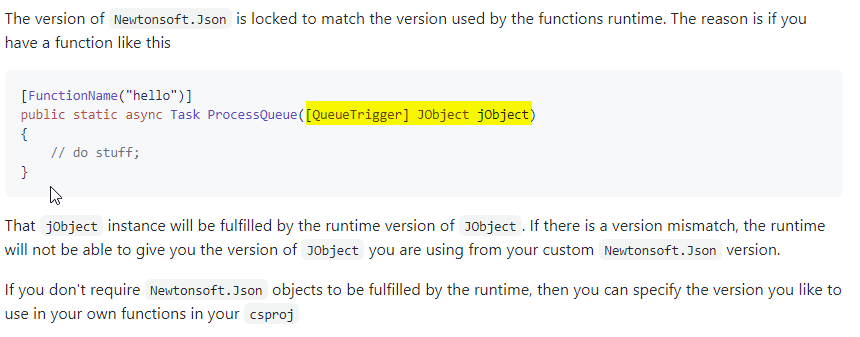 The version of Newtonsoft.Json is locked to match the version used by the functions runtime. The reason is if you
have a function like this
[FunctionName("hello")]
public static async Task ProcessQueue([QueueTrigger] JObject jObject)
{
// do stuff;
}
That jObject instance will be fulfilled by the runtime version of JObject . If there is a version mismatch, the runtime
will not be able to give you the version of JObject you are using from your custom Newtonsoft.Json version.
If you don't require Newtonsoft.Json objects to be fulfilled by the runtime, then you can specify the version you like to
use in your own functions in your csproj